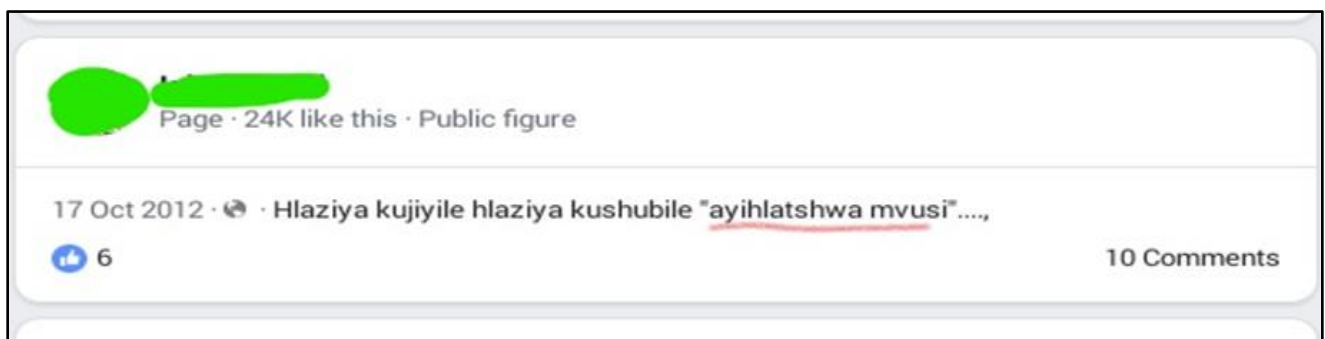 Page · 24K like this · Public figure
17 Oct 2012 · · Hlaziya kujiyile hlaziya kushubile "ayihlatshwa mvusi"....,
6
10 Comments